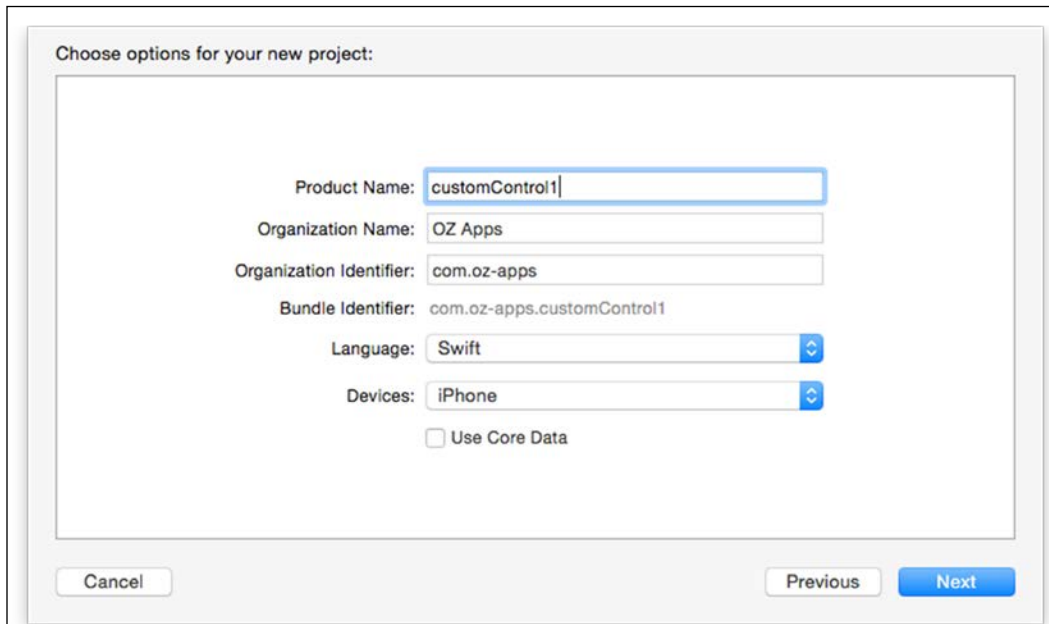 Choose options for your new project:
Product Name: customControl1
Organization Name: OZ Apps
Organization Identifier: com.oz-apps
Bundle Identifier: com.oz-apps.customControl1
Language: Swift
Devices: iPhone
Use Core Data
Cancel Previous Next